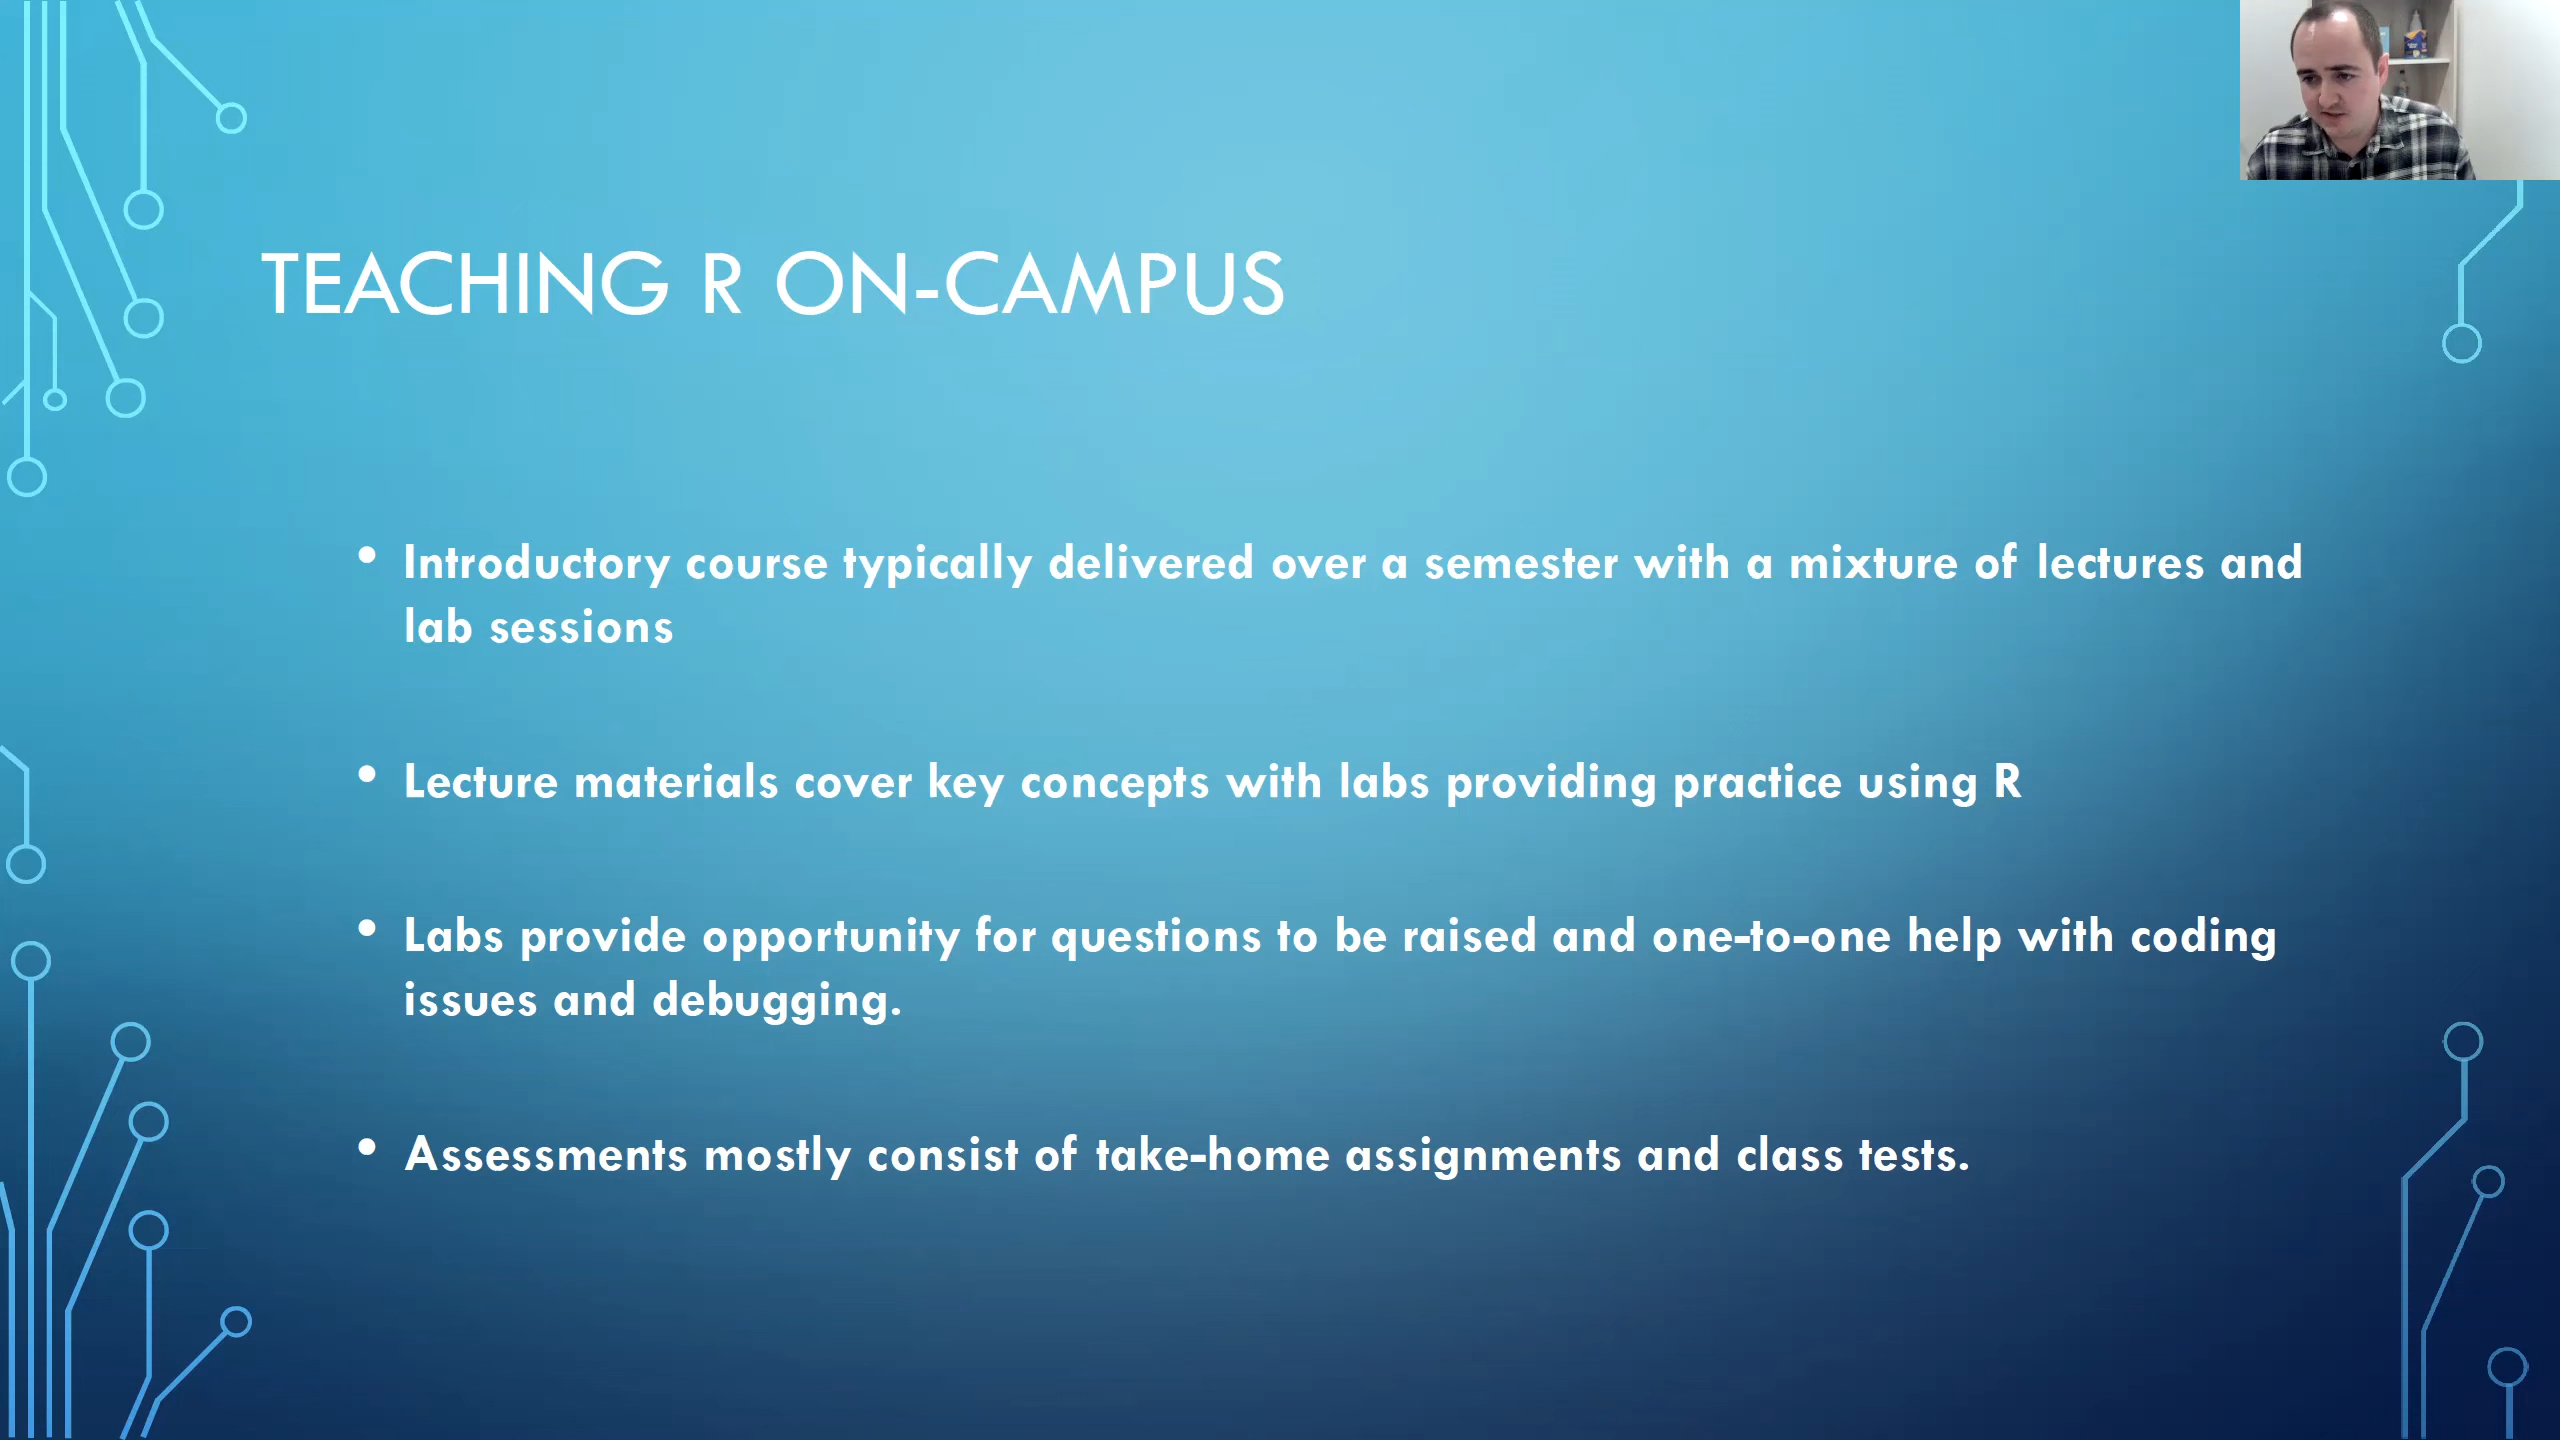 TEACHING R ON-CAMPUS
• Introductory course typically delivered over a semester with a mixture of lectures and
lab sessions
• Lecture materials cover key concepts with labs providing practice using R
• Labs provide opportunity for questions to be raised and one-to-one help with coding
issues and debugging.
• Assessments mostly consist of take-home assignments and class tests.